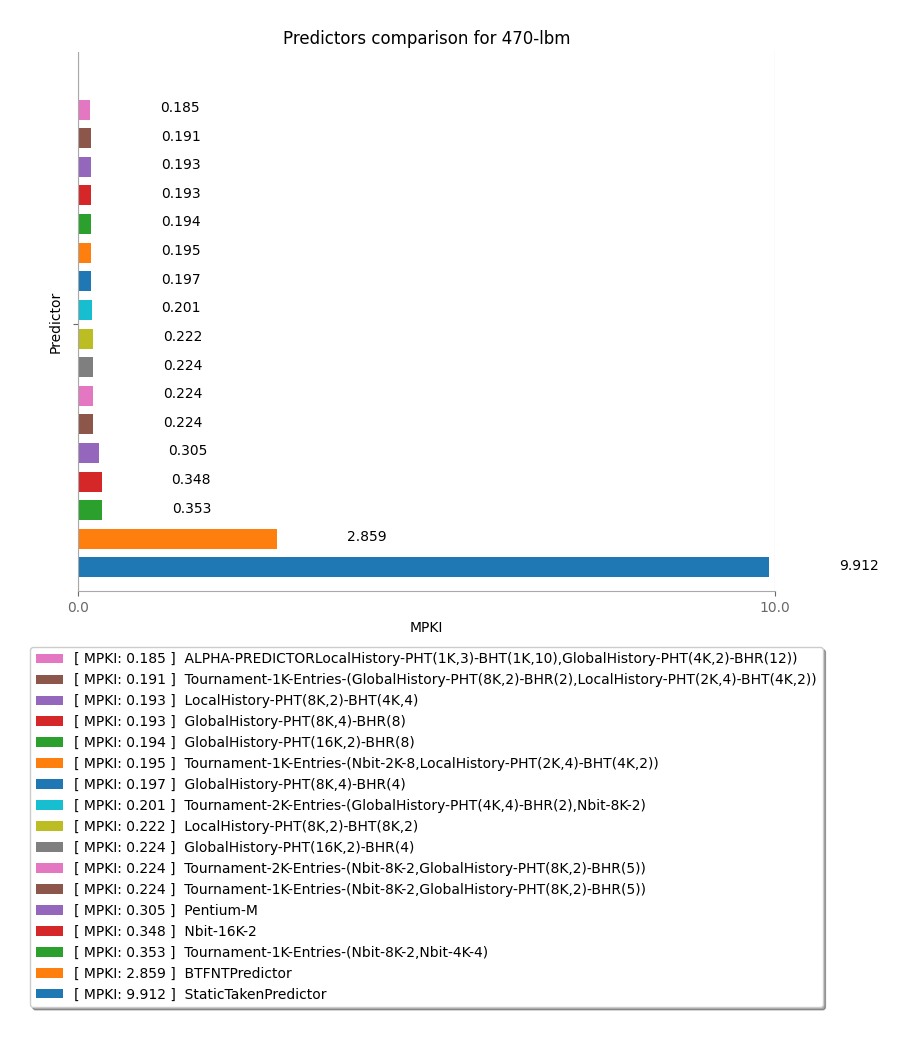 Predictors comparison for 470-lbm
0.185
0.191
0.193
0.193
0.194
0.195
0.197
0.201
0.222
0.224
0.224
0.224
0.305
0.348
0.353
2.859
9.912
Predictor
0.0 10.0
MPKI
[ MPKI: 0.185 ] ALPHA-PREDICTORLocalHistory-PHT(1K,3)-BHT(1K,10),GlobalHistory-PHT(4K,2)-BHR(12))
[ MPKI: 0.191 ] Tournament-1K-Entries-(GlobalHistory-PHT(8K,2)-BHR(2),LocalHistory-PHT(2K,4)-BHT(4K,2))
[ MPKI: 0.193 ] LocalHistory-PHT(8K,2)-BHT(4K,4)
[ MPKI: 0.193 ] GlobalHistory-PHT(8K,4)-BHR(8)
[ MPKI: 0.194 ] GlobalHistory-PHT(16K,2)-BHR(8)
[ MPKI: 0.195 ] Tournament-1K-Entries-(Nbit-2K-8,LocalHistory-PHT(2K,4)-BHT(4K,2))
[ MPKI: 0.197 ] GlobalHistory-PHT(8K,4)-BHR(4)
[ MPKI: 0.201 ] Tournament-2K-Entries-(GlobalHistory-PHT(4K,4)-BHR(2),Nbit-8K-2)
[ MPKI: 0.222 ] LocalHistory-PHT(8K,2)-BHT(8K,2)
[ MPKI: 0.224 ] GlobalHistory-PHT(16K,2)-BHR(4)
[ MPKI: 0.224 ] Tournament-2K-Entries-(Nbit-8K-2,GlobalHistory-PHT(8K,2)-BHR(5))
[ MPKI: 0.224 ] Tournament-1K-Entries-(Nbit-8K-2,GlobalHistory-PHT(8K,2)-BHR(5))
[ MPKI: 0.305 ] Pentium-M
[ MPKI: 0.348 ] Nbit-16K-2
[ MPKI: 0.353 ] Tournament-1K-Entries-(Nbit-8K-2,Nbit-4K-4)
[ MPKI: 2.859 ] BTFNTPredictor
[ MPKI: 9.912 ] StaticTakenPredictor